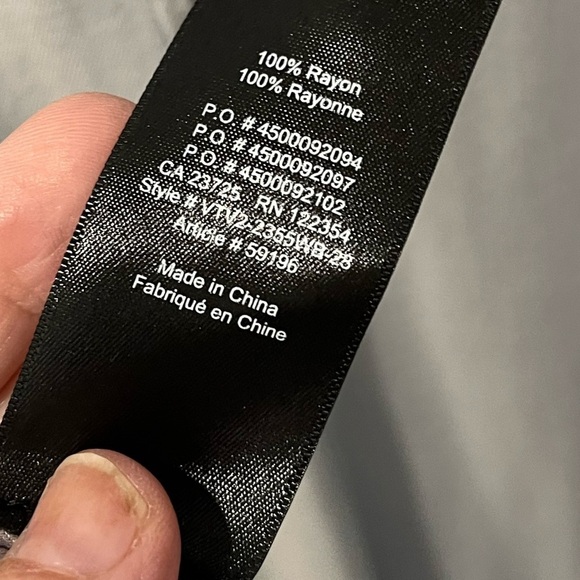 100% Rayon
100% Rayonne
P.O. # 4500092094
P.O. # 4500092097
P.O. # 4500092102
CA 23725 RN 122354
Style # VTV2-2355WB-28
Article # 59196
Made in China
Fabriqué en Chine